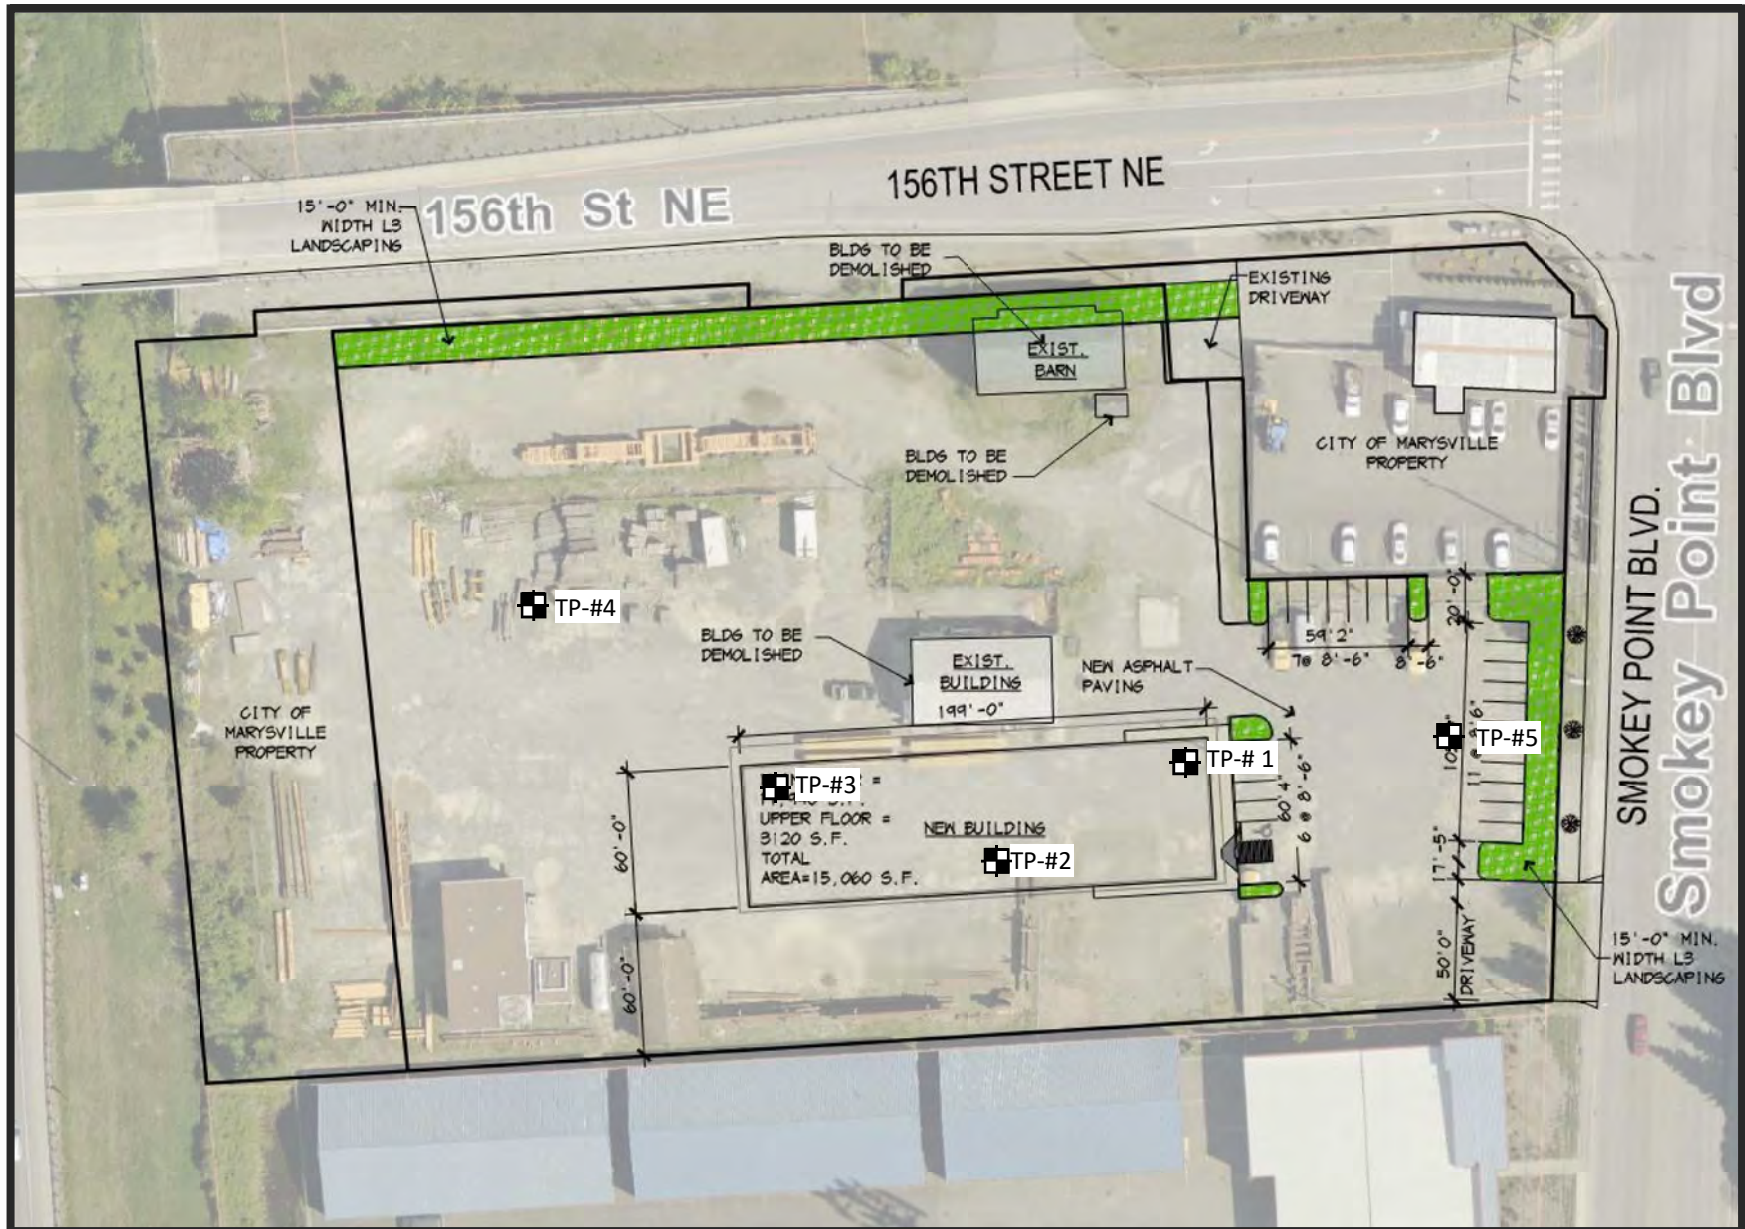 156TH STREET NE
156th St NE
15'-0" MIN.
WIDTH L3
LANDSCAPING
BLDG TO BE
DEMOLISHED
EXISTING
DRIVEWAY
EXIST.
BARN
BLDG TO BE
DEMOLISHED
CITY OF MARYSVILLE
PROPERTY
Smokey Point Blvd
SMOKEY POINT BLVD.
TP-#4
BLDG TO BE
DEMOLISHED
EXIST.
BUILDING
199'-0"
NEW ASPHALT
PAVING
59'2"
7@ 8'-6"
8'-6"
20'-0"
11 @ 8'6"
TP-#5
CITY OF
MARYSVILLE
PROPERTY
TP-# 1
TP-#3
=
UPPER FLOOR =
3120 S.F.
TOTAL
AREA=15,060 S.F.
NEW BUILDING
TP-#2
60'-0"
60'-0"
60'4"
6 @ 8'-6"
17'-5"
50'0"
DRIVEWAY
15'-0" MIN.
WIDTH L3
LANDSCAPING